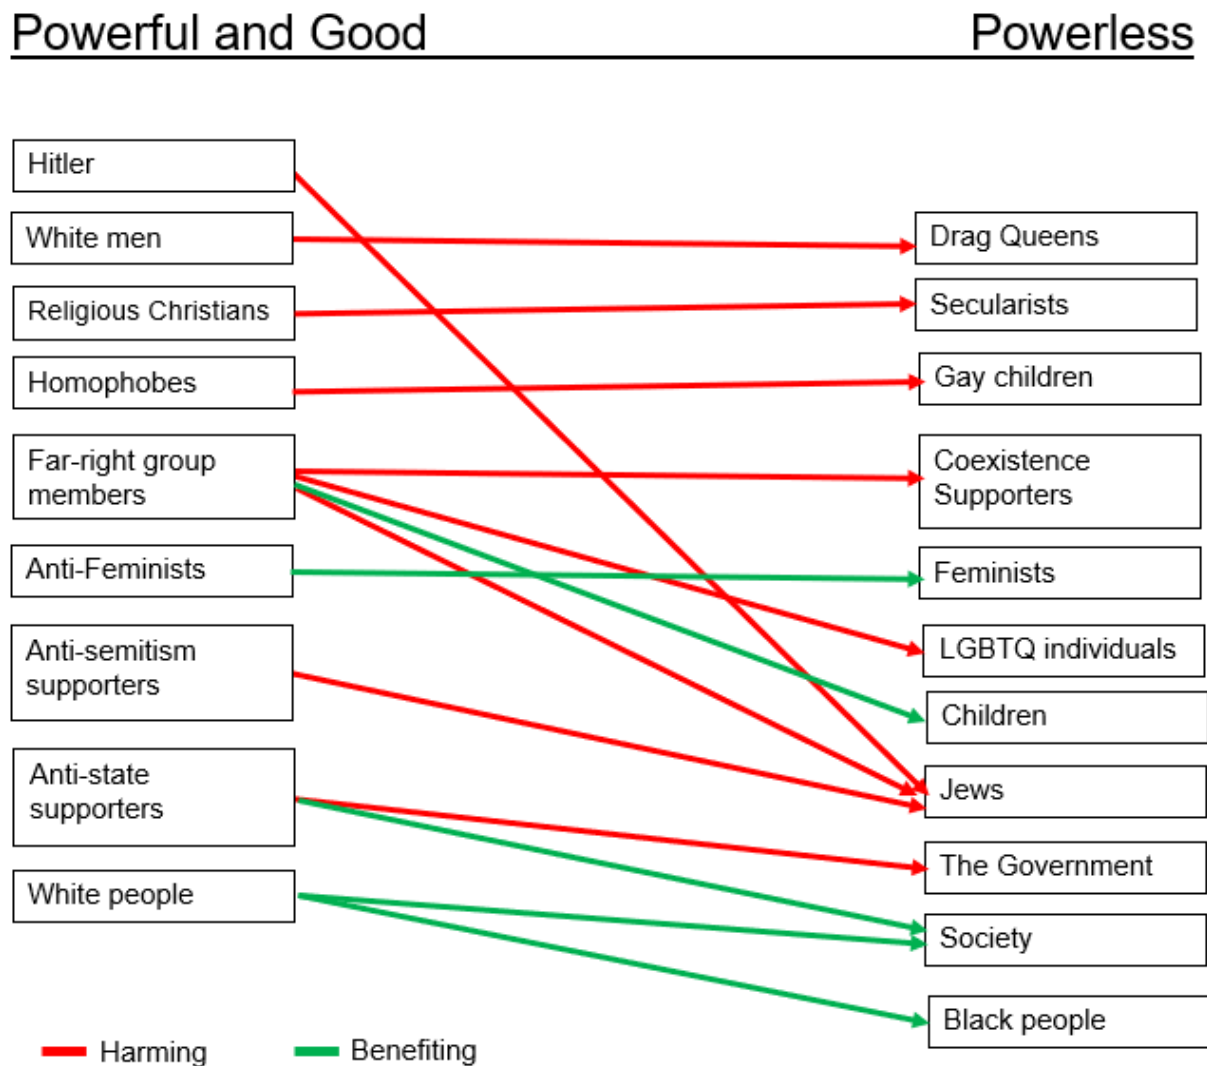 Powerful and Good
Powerless
Hitler
White men
Drag Queens
Religious Christians
Secularists
Homophobes
Gay children
Far-right group
members
Coexistence
Supporters
Anti-Feminists
Feminists
Anti-semitism
supporters
LGBTQ individuals
Children
Anti-state
supporters
Jews
The Government
White people
Society
Black people
Harming
Benefiting